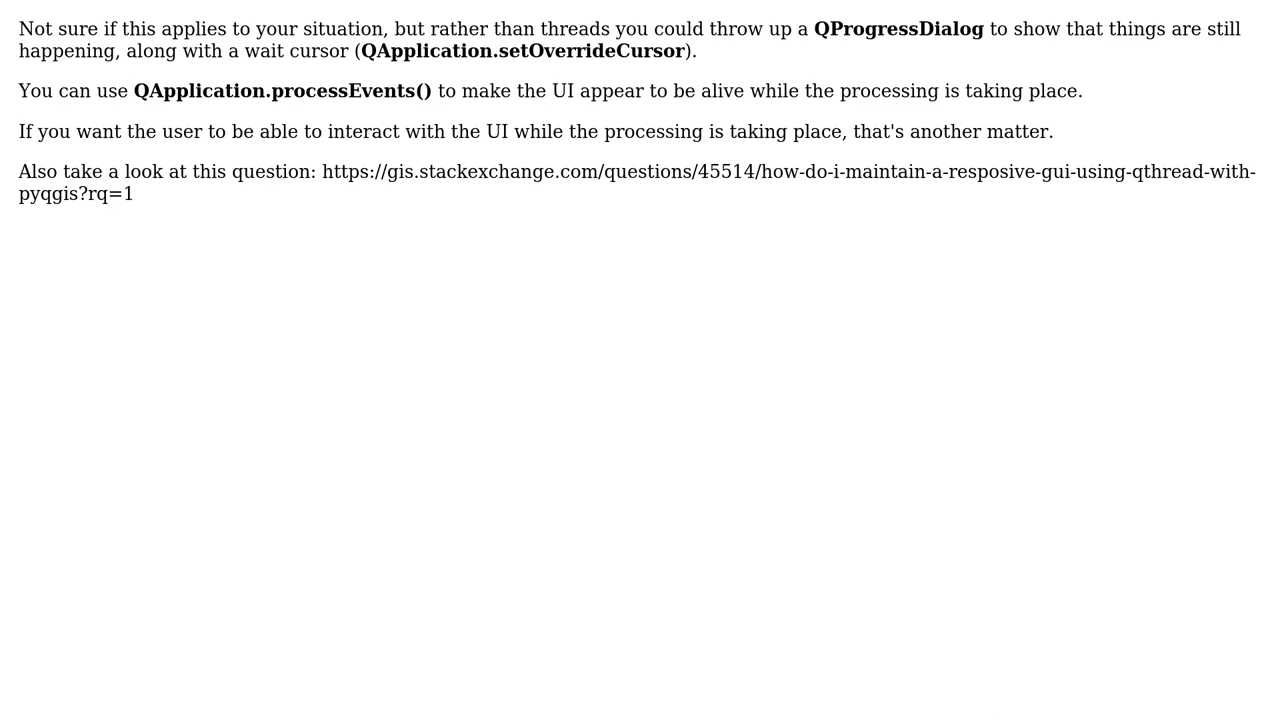 Not sure if this applies to your situation, but rather than threads you could throw up a QProgressDialog to show that things are still
happening, along with a wait cursor (QApplication.setOverrideCursor).
You can use QApplication.processEvents() to make the UI appear to be alive while the processing is taking place.
If you want the user to be able to interact with the UI while the processing is taking place, that's another matter.
Also take a look at this question: https://gis.stackexchange.com/questions/45514/how-do-i-maintain-a-resposive-gui-using-qthread-with-
pyqgis?rq=1